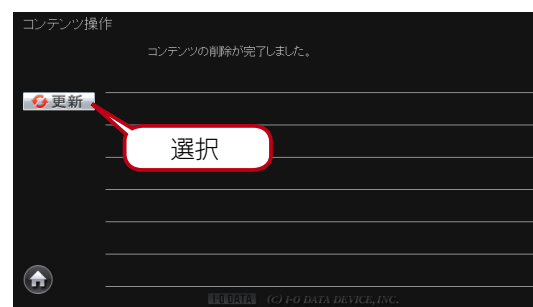 コンテンツ操作
コンテンツの削除が完了しました。
更新
選択
I-O DATA (C) I-O DATA DEVICE, INC.